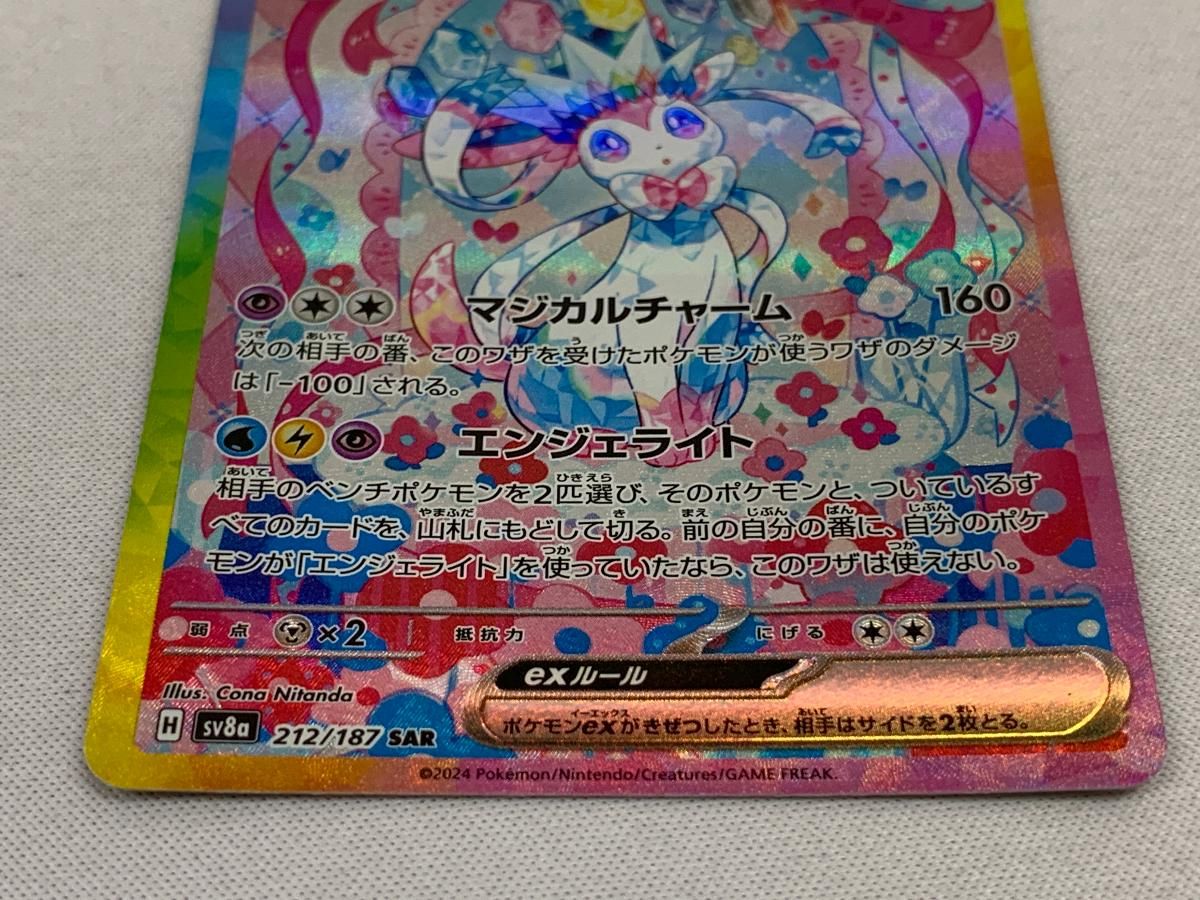 マジカルチャーム 160
次の相手の番、このワザを受けたポケモンが使うワザのダメージ
は「-100」される。
エンジェライト
相手のベンチポケモンを2匹選び、そのポケモンと、ついているす
べてのカードを、山札にもどして切る。前の自分の番に、自分のポケ
モンが「エンジェライト」を使っていたなら、このワザは使えない。
弱点 ×2 抵抗力 にげる
exルール
ポケモンexがきぜつしたとき、相手はサイドを2枚とる。
Illus. Cona Nitanda
H sv8a 212/187 SAR
©2024 Pokémon/Nintendo/Creatures/GAME FREAK.